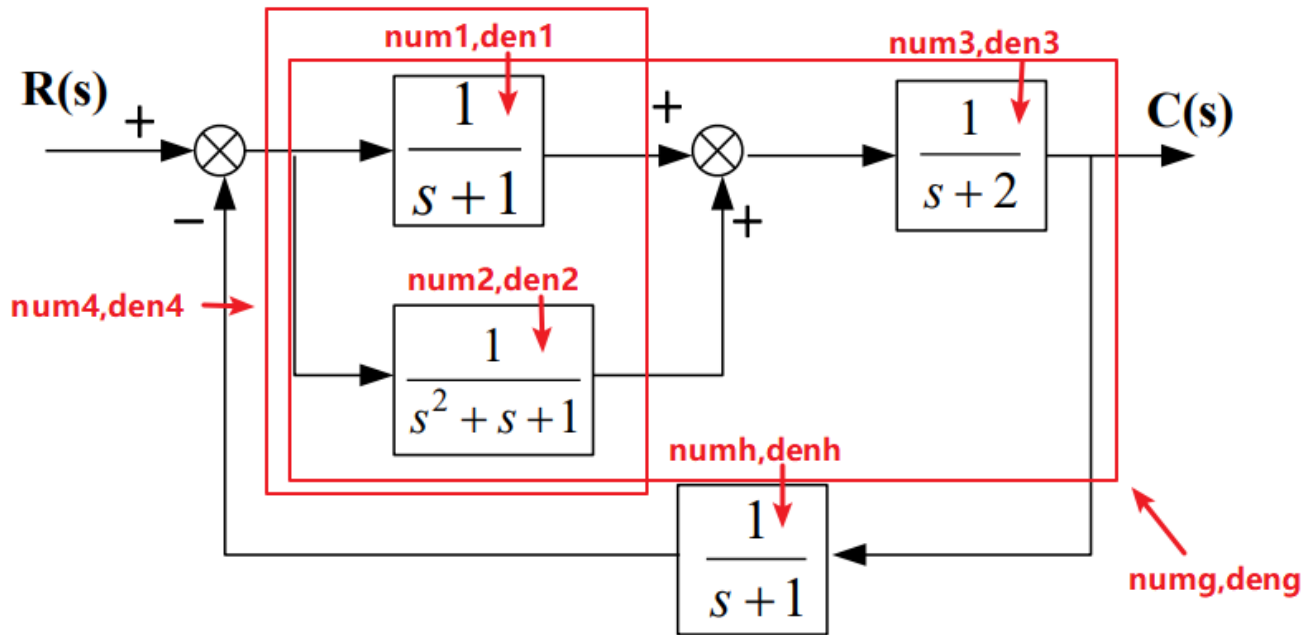 num1,den1
num3,den3
R(s)
+
1
s + 1
+
1
s + 2
C(s)
−
+
num2,den2
num4,den4
1
s² + s + 1
numh,denh
1
s + 1
numg,deng